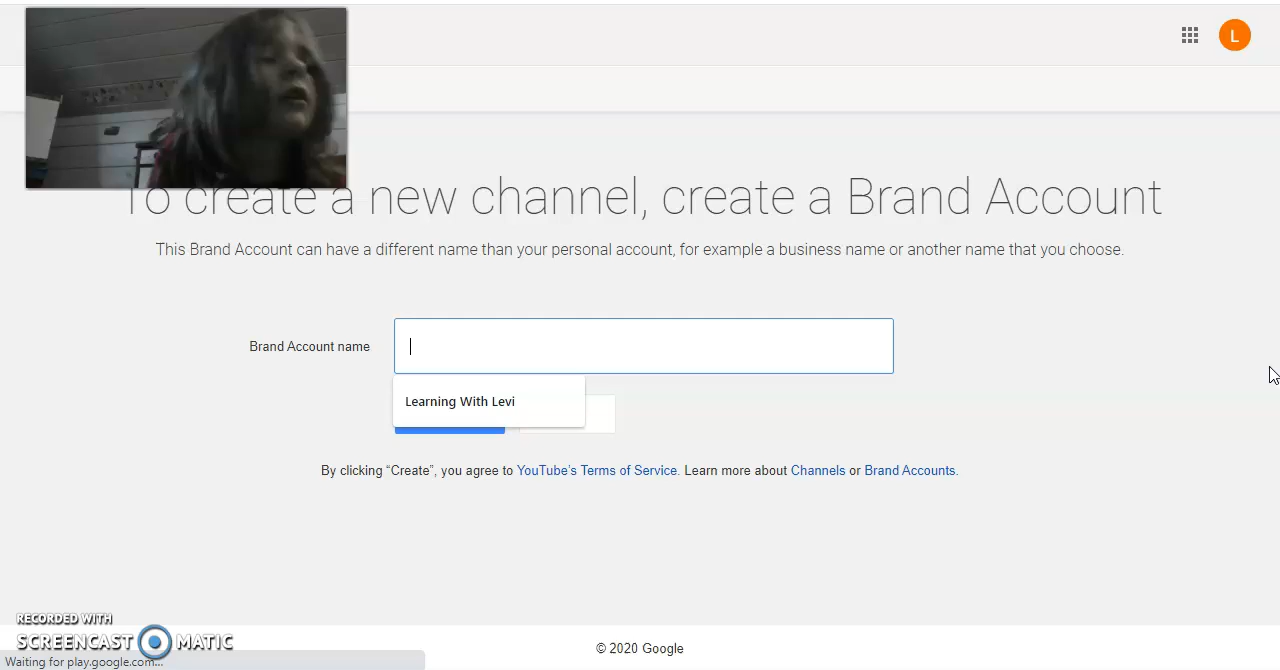 L
To create a new channel, create a Brand Account
This Brand Account can have a different name than your personal account, for example a business name or another name that you choose.
Brand Account name
Learning With Levi
By clicking “Create”, you agree to YouTube's Terms of Service. Learn more about Channels or Brand Accounts.
RECORDED WITH
SCREENCAST MATIC
© 2020 Google
Waiting for play.google.com...